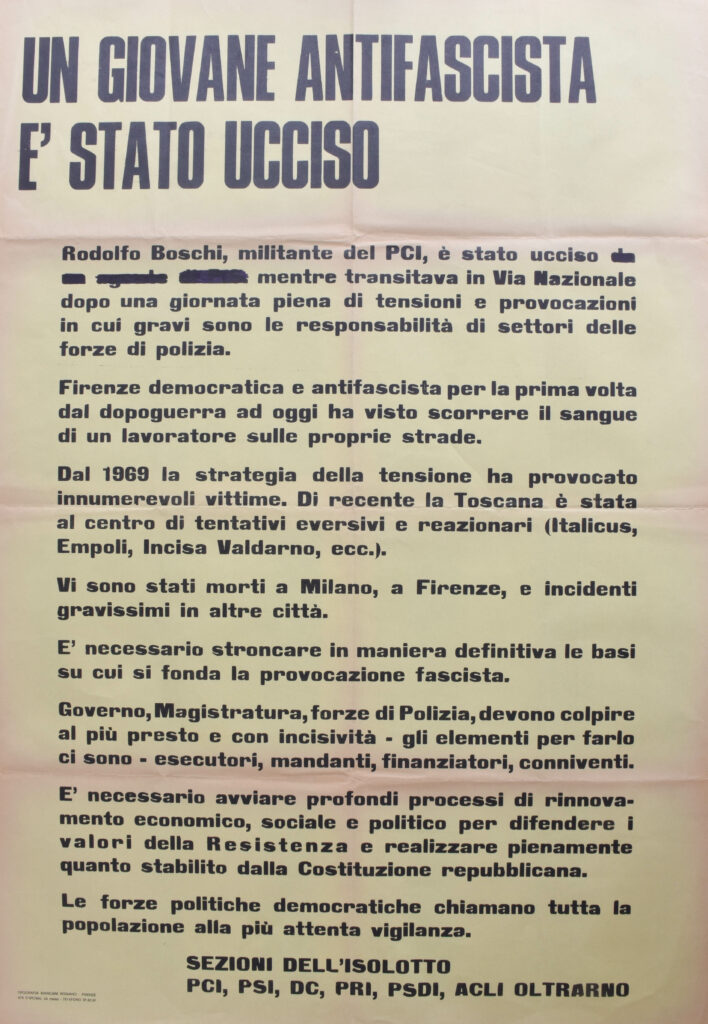 UN GIOVANE ANTIFASCISTA
E' STATO UCCISO
Rodolfo Boschi, militante del PCI, è stato ucciso
mentre transitava in Via Nazionale
dopo una giornata piena di tensioni e provocazioni
in cui gravi sono le responsabilità di settori delle
forze di polizia.
Firenze democratica e antifascista per la prima volta
dal dopoguerra ad oggi ha visto scorrere il sangue
di un lavoratore sulle proprie strade.
Dal 1969 la strategia della tensione ha provocato
innumerevoli vittime. Di recente la Toscana è stata
al centro di tentativi eversivi e reazionari (Italicus,
Empoli, Incisa Valdarno, ecc.).
Vi sono stati morti a Milano, a Firenze, e incidenti
gravissimi in altre città.
E' necessario stroncare in maniera definitiva le basi
su cui si fonda la provocazione fascista.
Governo, Magistratura, forze di Polizia, devono colpire
al più presto e con incisività - gli elementi per farlo
ci sono - esecutori, mandanti, finanziatori, conniventi.
E' necessario avviare profondi processi di rinnova-
mento economico, sociale e politico per difendere i
valori della Resistenza e realizzare pienamente
quanto stabilito dalla Costituzione repubblicana.
Le forze politiche democratiche chiamano tutta la
popolazione alla più attenta vigilanza.
SEZIONI DELL'ISOLOTTO
PCI, PSI, DC, PRI, PSDI, ACLI OLTRARNO